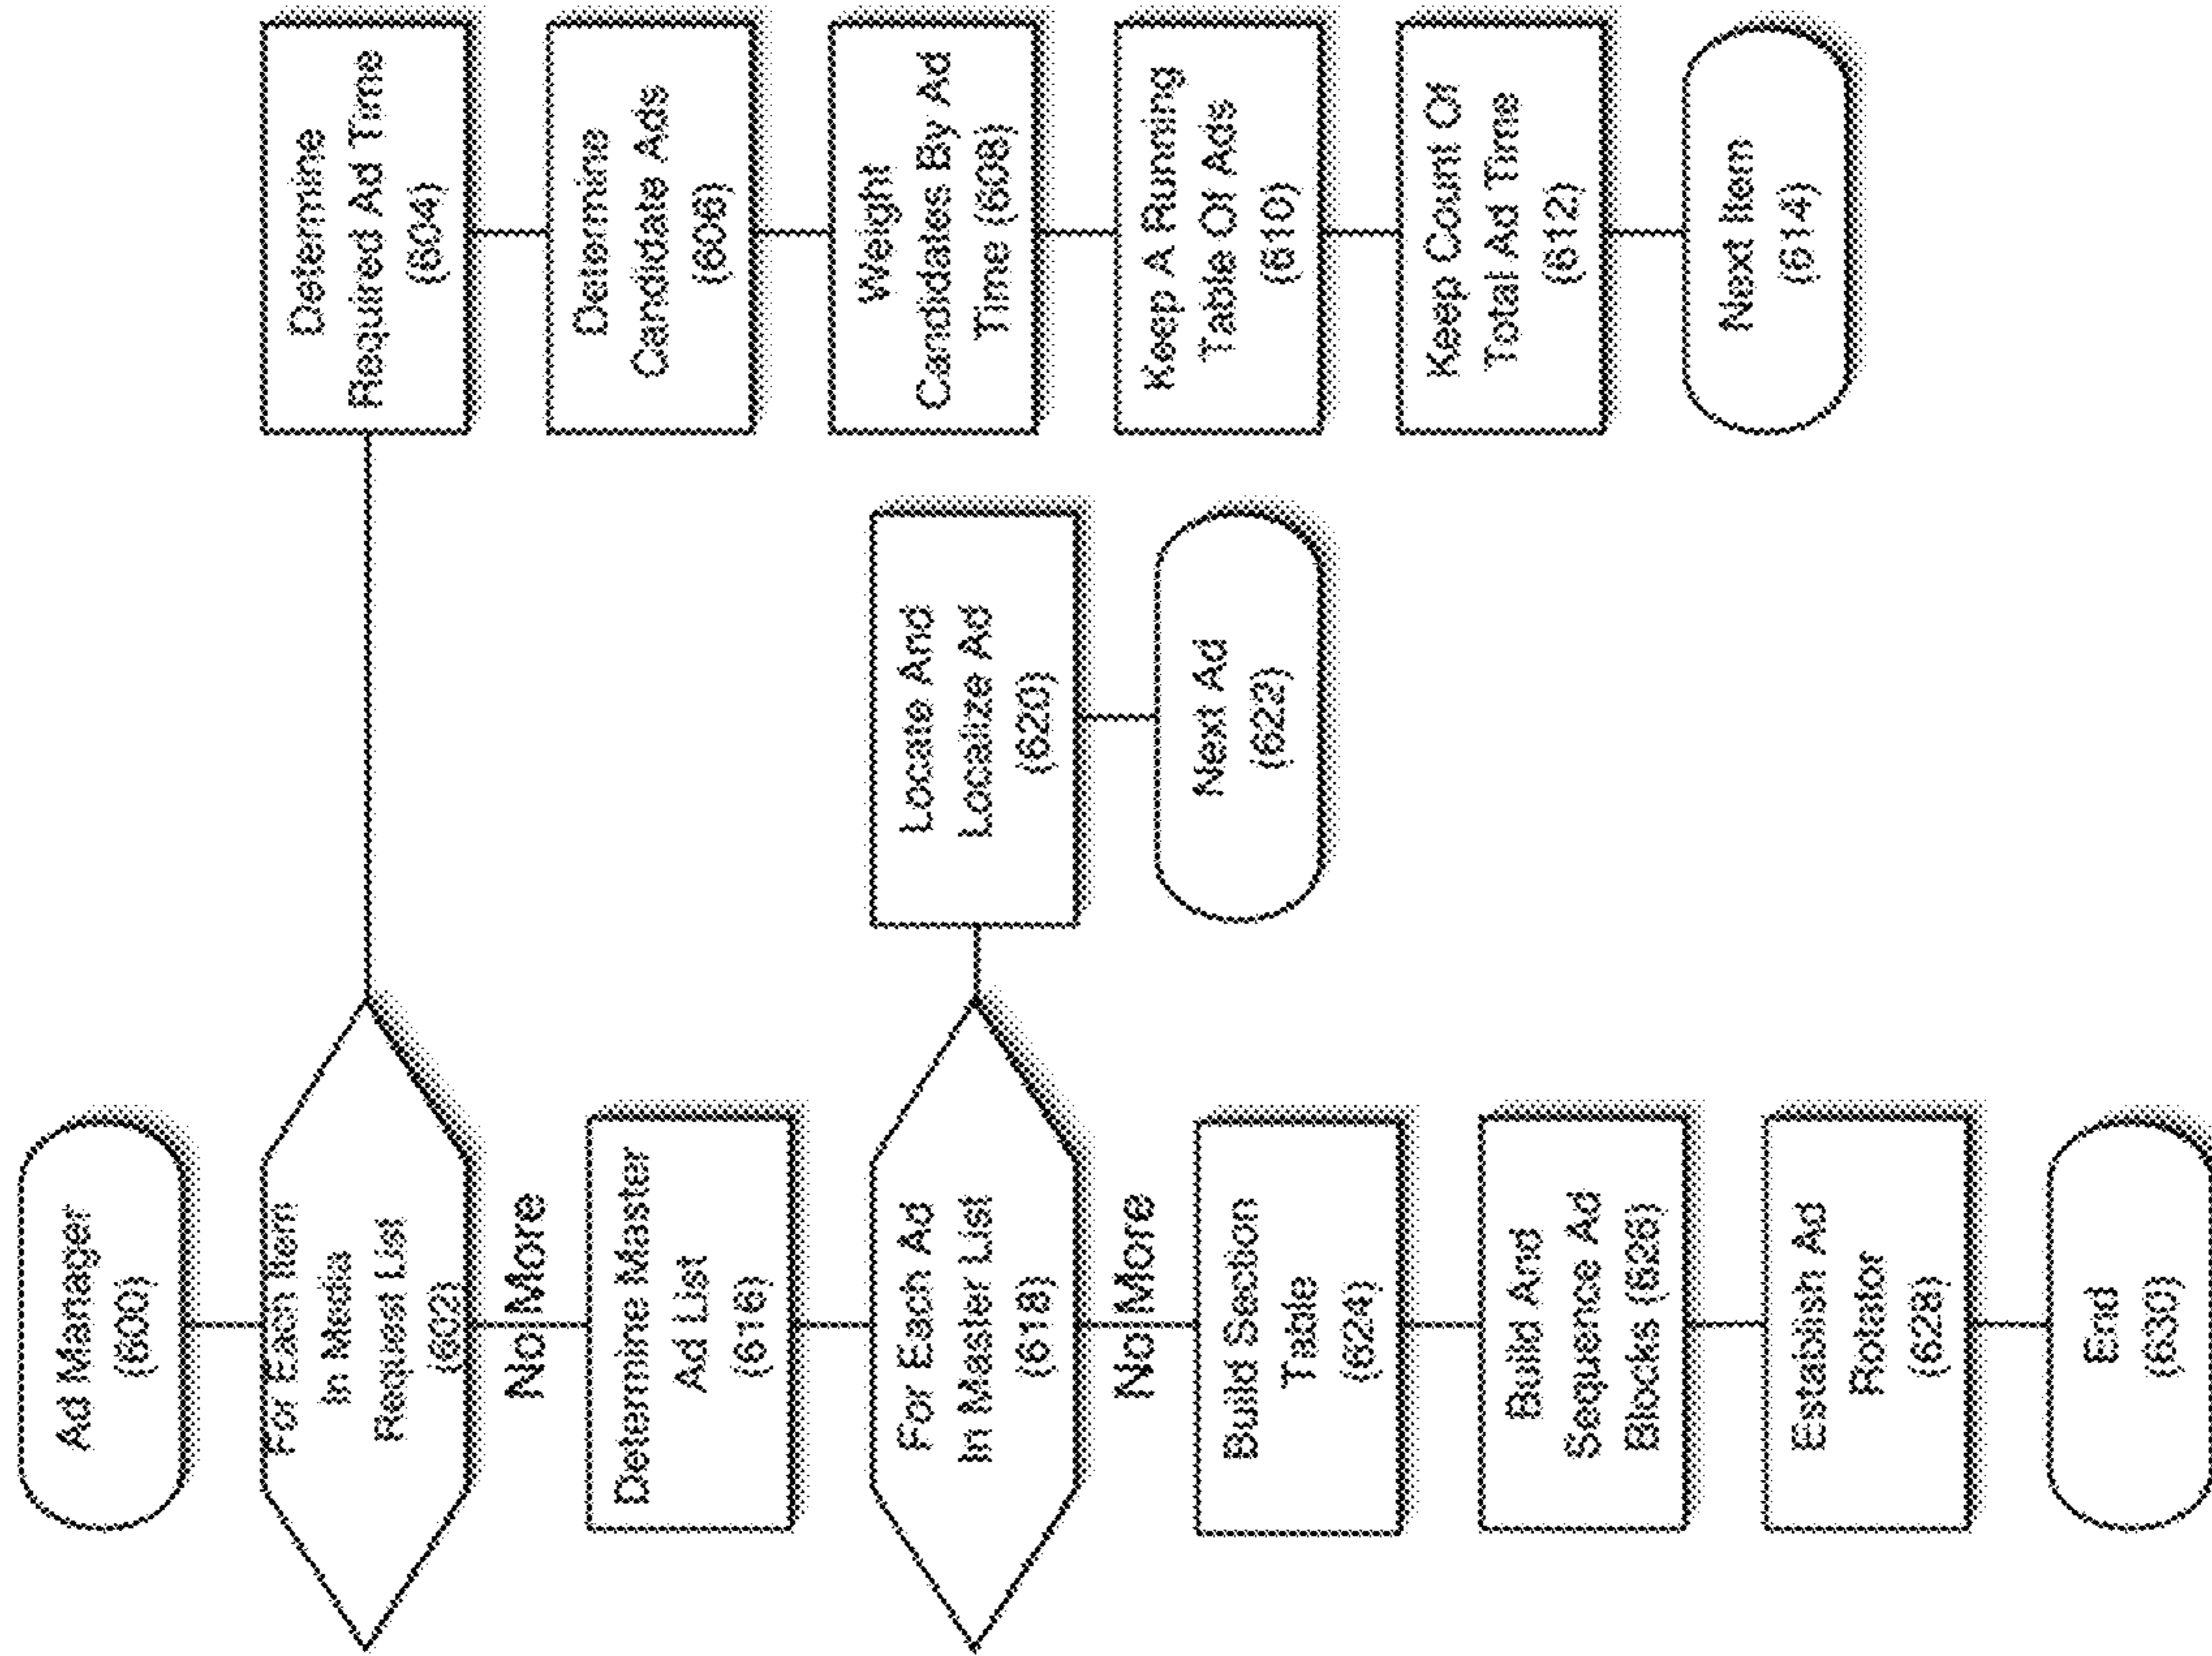 Ad Manager
(600)
For Each Item
In Media
Request List
(602)
No More
Determine Master
Ad List
(616)
For Each Ad
In Master List
(618)
No More
Build Section
Table
(624)
Build And
Sequence Ad
Blocks (626)
Establish Ad
Rotator
(628)
End
(630)
Locate And
Localize Ad
(620)
Next Ad
(622)
Determine
Required Ad Time
(604)
Determine
Candidate Ads
(606)
Weight
Candidates By Ad
Time (608)
Keep A Running
Table Of Ads
(610)
Keep Count Of
Total Ad Time
(612)
Next Item
(614)